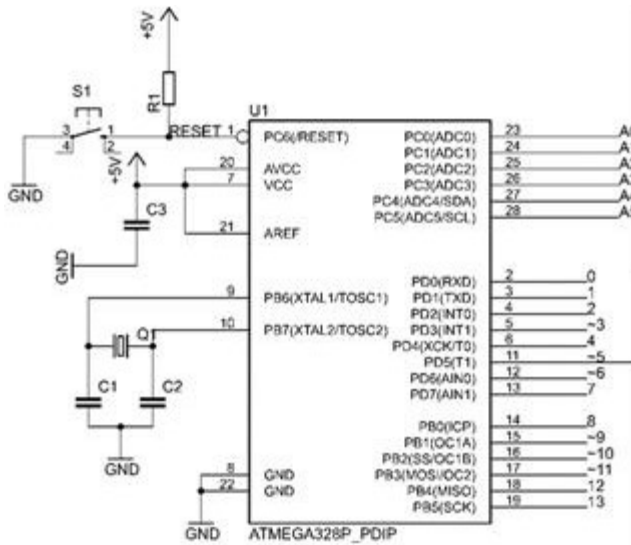 +5V
S1
R1
U1
3 1 RESET 1 PC6(/RESET) PC0(ADC0) 23
4 2 PC1(ADC1) 24
+5V 20 AVCC PC2(ADC2) 25
GND 7 VCC PC3(ADC3) 26
PC4(ADC4/SDA) 27
C3 21 AREF PC5(ADC5/SCL) 28
GND
PD0(RXD) 2 0
9 PB6(XTAL1/TOSC1) PD1(TXD) 3 1
PD2(INT0) 4 2
Q1 10 PB7(XTAL2/TOSC2) PD3(INT1) 5 ~3
PD4(XCK/T0) 6 4
PD5(T1) 11 ~5
C1 C2 PD6(AIN0) 12 ~6
PD7(AIN1) 13 7
PB0(ICP) 14 8
PB1(OC1A) 15 ~9
GND PB2(SS/OC1B) 16 ~10
8 GND PB3(MOSI/OC2) 17 ~11
22 GND PB4(MISO) 18 12
PB5(SCK) 19 13
GND ATMEGA328P_PDIP